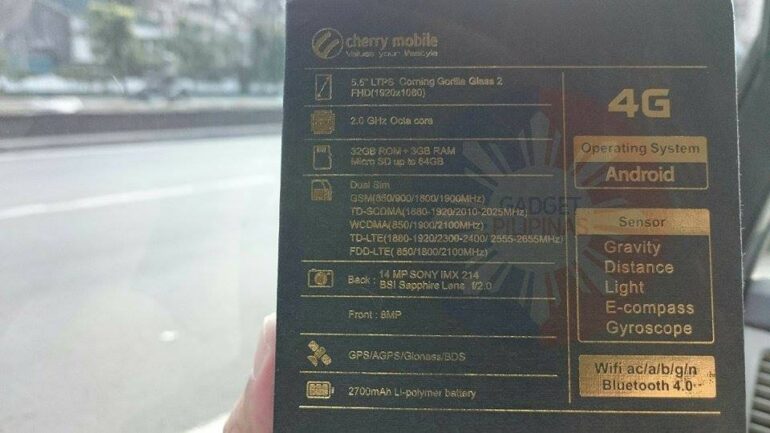 cherry mobile
Value your lifestyle
5.5" LTPS Corning Gorilla Glass 2
FHD(1920x1080)
2.0 GHz Octa core
32GB ROM + 3GB RAM
Micro SD up to 64GB
Dual Sim
GSM(850/900/1800/1900MHz)
TD-SCDMA(1880-1920/2010-2025MHz)
WCDMA(850/1900/2100MHz)
TD-LTE(1880-1920/2300-2400/ 2555-2655MHz)
FDD-LTE( 850/1800/2100MHz)
Back : 14 MP SONY IMX 214
BSI Sapphire Lens f/2.0
Front : 8MP
GPS/AGPS/Glonass/BDS
2700mAh Li-polymer battery
4G
Operating System
Android
Sensor
Gravity
Distance
Light
E-compass
Gyroscope
Wifi ac/a/b/g/n
Bluetooth 4.0
GADGET
PILIPINAS